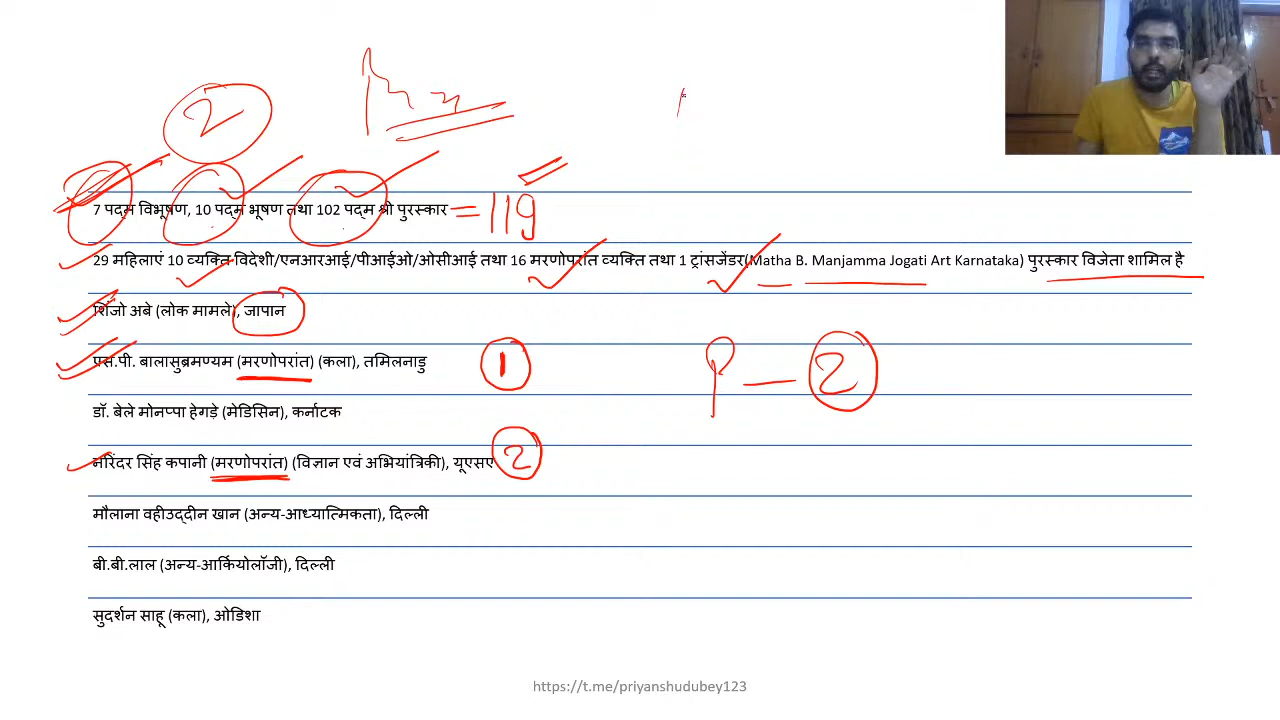 2
7 पद्म विभूषण, 10 पद्म भूषण तथा 102 पद्म श्री पुरस्कार = 119
29 महिलाएं 10 व्यक्ति विदेशी/एनआरआई/पीआईओ/ओसीआई तथा 16 मरणोपरांत व्यक्ति तथा 1 ट्रांसजेंडर(Matha B. Manjamma Jogati Art Karnataka) पुरस्कार विजेता शामिल है
शिंजो अबे (लोक मामले), जापान
एस.पी. बालासुब्रमण्यम (मरणोपरांत) (कला), तमिलनाडु 1
P — 2
डॉ. बेले मोनप्पा हेगड़े (मेडिसिन), कर्नाटक
नरिंदर सिंह कपानी (मरणोपरांत) (विज्ञान एवं अभियांत्रिकी), यूएसए 2
मौलाना वहीउद्दीन खान (अन्य-आध्यात्मिकता), दिल्ली
बी.बी.लाल (अन्य-आर्कियोलॉजी), दिल्ली
सुदर्शन साहू (कला), ओडिशा
https://t.me/priyanshudubey123